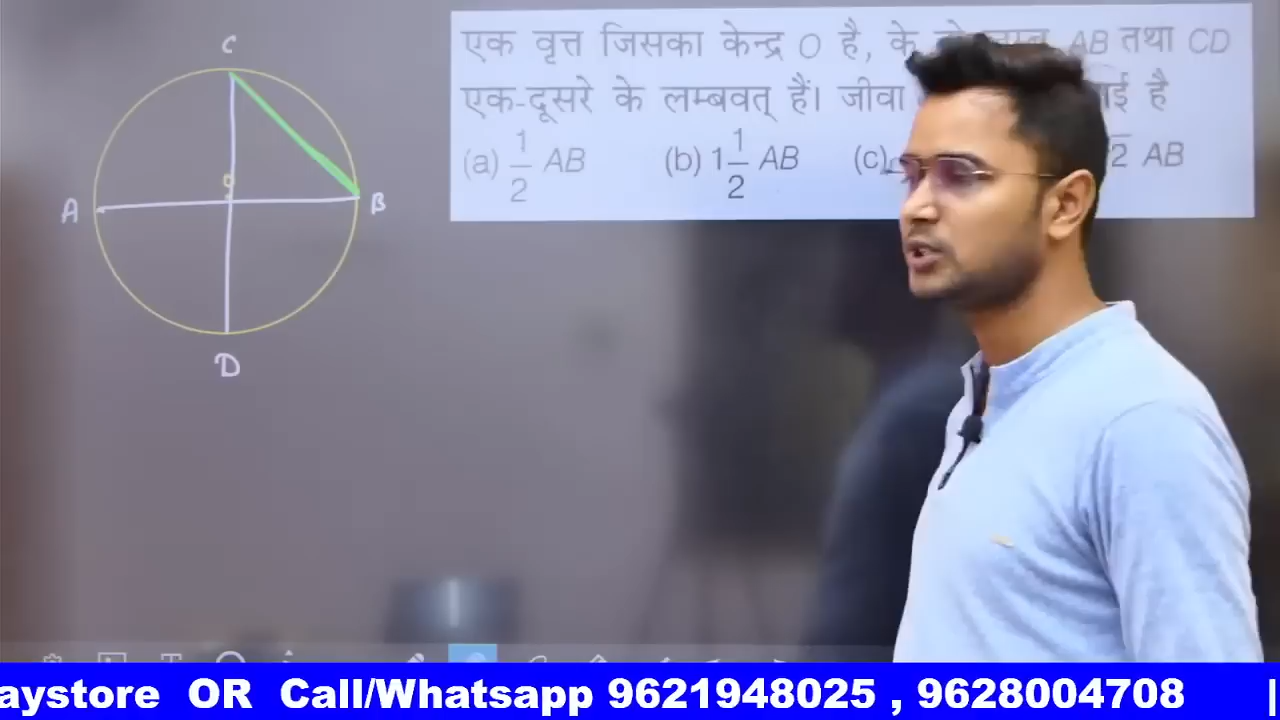 C
एक वृत्त जिसका केन्द्र O है, के AB तथा CD
एक-दूसरे के लम्बवत् हैं। जीवा है
(a) 1/2 AB (b) 1 1/2 AB (c) 2 AB
O
A B
D
aystore OR Call/Whatsapp 9621948025 , 9628004708 |